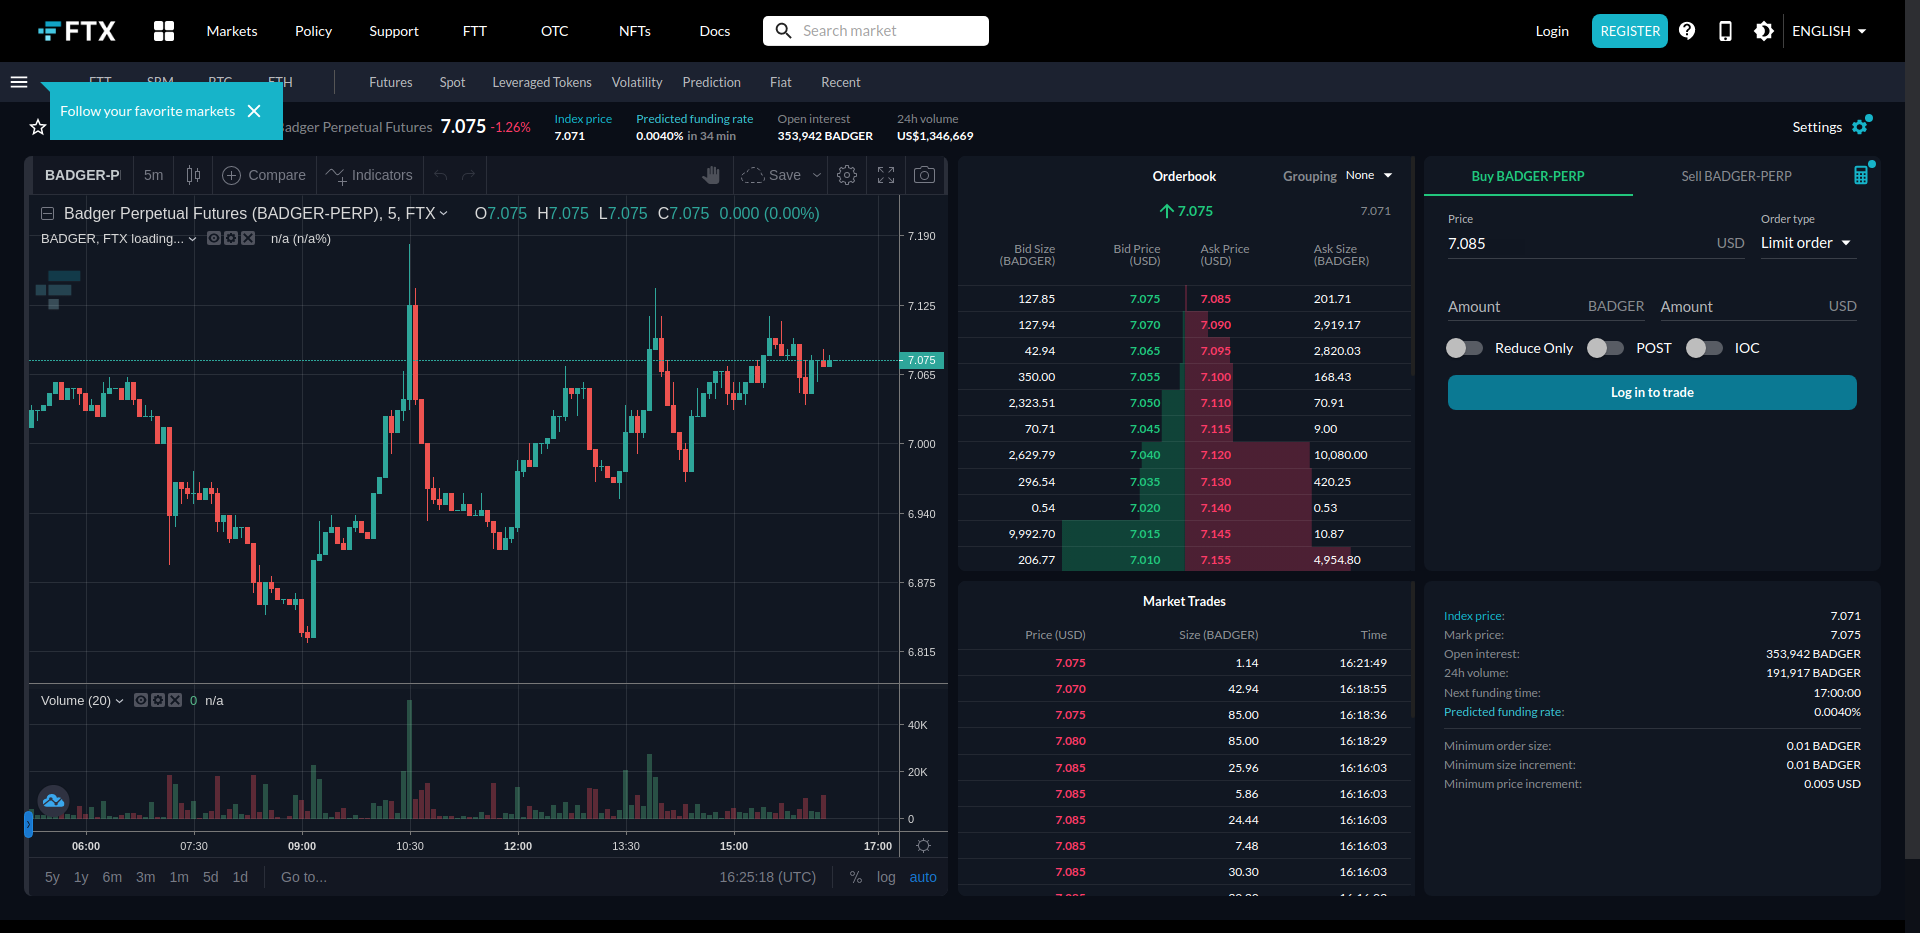 FTX Markets Policy Support FTT OTC NFTs Docs Search market Login REGISTER ENGLISH
Futures Spot Leveraged Tokens Volatility Prediction Fiat Recent
Follow your favorite markets
Perpetual Futures 7.075 -1.26%
Index price
7.071
Predicted funding rate
0.0040% in 34 min
Open interest
353,942 BADGER
24h volume
US$1,346,669
Settings
BADGER-P 5m Compare Indicators Save
Badger Perpetual Futures (BADGER-PERP), 5, FTX O7.075 H7.075 L7.075 C7.075 0.000 (0.00%)
BADGER, FTX loading... n/a (n/a%)
7.190
7.125
7.075
7.065
7.000
6.940
6.875
6.815
Volume (20) 0 n/a
40K
20K
0
06:00 07:30 09:00 10:30 12:00 13:30 15:00 17:00
5y 1y 6m 3m 1m 5d 1d Go to... 16:25:18 (UTC) % log auto
Orderbook Grouping None
7.075 7.071
Bid Size (BADGER) Bid Price (USD) Ask Price (USD) Ask Size (BADGER)
127.85 7.075 7.085 201.71
127.94 7.070 7.090 2,919.17
42.94 7.065 7.095 2,820.03
350.00 7.055 7.100 168.43
2,323.51 7.050 7.110 70.91
70.71 7.045 7.115 9.00
2,629.79 7.040 7.120 10,080.00
296.54 7.035 7.130 420.25
0.54 7.020 7.140 0.53
9,992.70 7.015 7.145 10.87
206.77 7.010 7.155 4,954.80
Market Trades
Price (USD) Size (BADGER) Time
7.075 1.14 16:21:49
7.070 42.94 16:18:55
7.075 85.00 16:18:36
7.080 85.00 16:18:29
7.085 25.96 16:16:03
7.085 5.86 16:16:03
7.085 24.44 16:16:03
7.085 7.48 16:16:03
7.085 30.30 16:16:03
Buy BADGER-PERP Sell BADGER-PERP
Price Order type
7.085 USD Limit order
Amount BADGER Amount USD
Reduce Only POST IOC
Log in to trade
Index price: 7.071
Mark price: 7.075
Open interest: 353,942 BADGER
24h volume: 191,917 BADGER
Next funding time: 17:00:00
Predicted funding rate: 0.0040%
Minimum order size: 0.01 BADGER
Minimum size increment: 0.01 BADGER
Minimum price increment: 0.005 USD